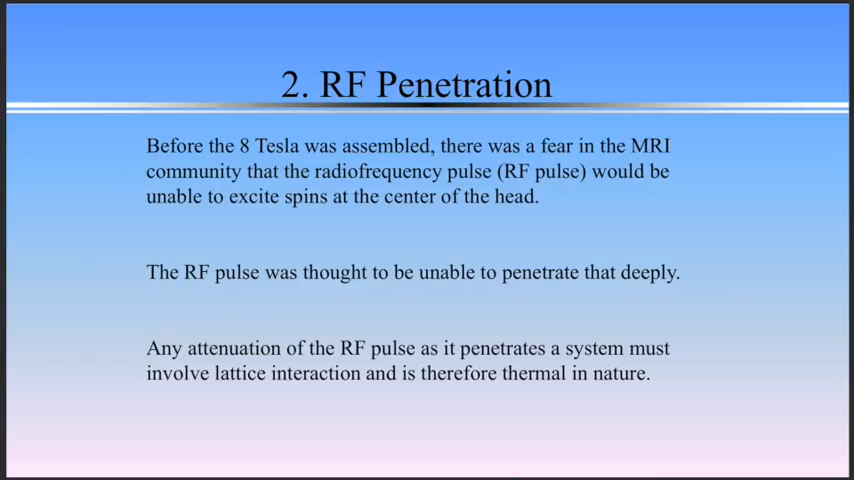 2. RF Penetration
Before the 8 Tesla was assembled, there was a fear in the MRI
community that the radiofrequency pulse (RF pulse) would be
unable to excite spins at the center of the head.
The RF pulse was thought to be unable to penetrate that deeply.
Any attenuation of the RF pulse as it penetrates a system must
involve lattice interaction and is therefore thermal in nature.